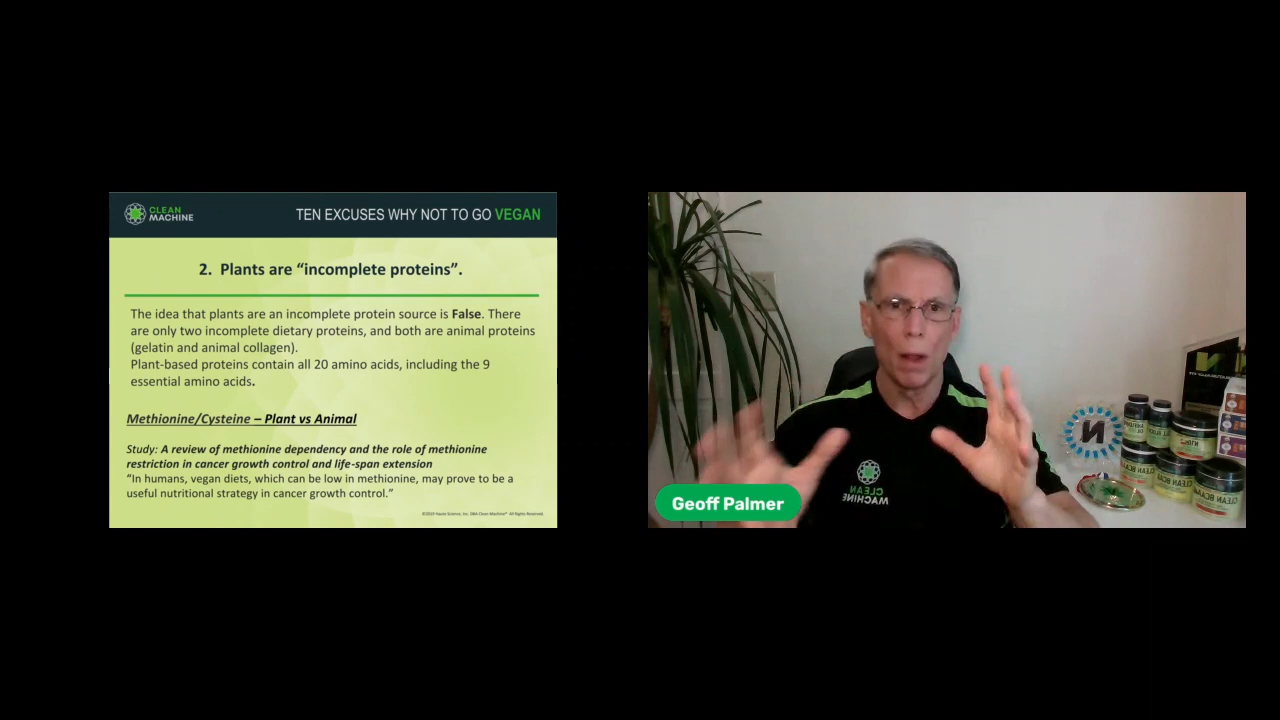 CLEAN
MACHINE
TEN EXCUSES WHY NOT TO GO VEGAN
2. Plants are “incomplete proteins”.
The idea that plants are an incomplete protein source is False. There
are only two incomplete dietary proteins, and both are animal proteins
(gelatin and animal collagen).
Plant-based proteins contain all 20 amino acids, including the 9
essential amino acids.
Methionine/Cysteine – Plant vs Animal
Study: A review of methionine dependency and the role of methionine
restriction in cancer growth control and life-span extension
“In humans, vegan diets, which can be low in methionine, may prove to be a
useful nutritional strategy in cancer growth control.”
Geoff Palmer
CLEAN
MACHINE
N
CLEAN BCAA
CLEAN BCAA